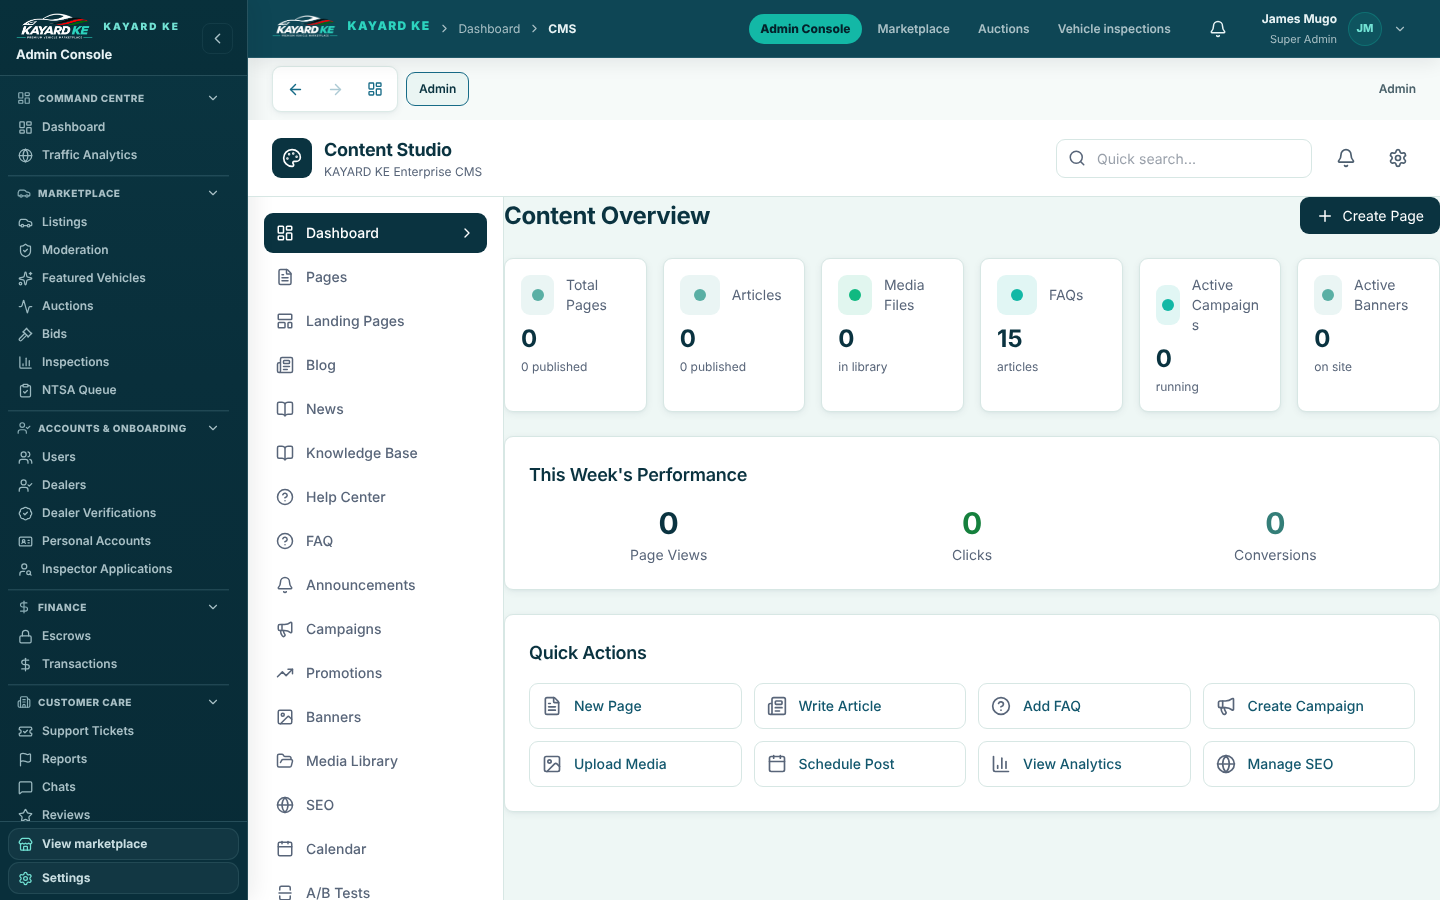 KAYARD KE
KAYARD KE
Admin Console
COMMAND CENTRE
Dashboard
Traffic Analytics
MARKETPLACE
Listings
Moderation
Featured Vehicles
Auctions
Bids
Inspections
NTSA Queue
ACCOUNTS & ONBOARDING
Users
Dealers
Dealer Verifications
Personal Accounts
Inspector Applications
FINANCE
Escrows
Transactions
CUSTOMER CARE
Support Tickets
Reports
Chats
Reviews
View marketplace
Settings
KAYARD KE
KAYARD KE
Dashboard
CMS
Admin Console
Marketplace
Auctions
Vehicle inspections
James Mugo
Super Admin
JM
Admin
Admin
Content Studio
KAYARD KE Enterprise CMS
Quick search...
Dashboard
Pages
Landing Pages
Blog
News
Knowledge Base
Help Center
FAQ
Announcements
Campaigns
Promotions
Banners
Media Library
SEO
Calendar
A/B Tests
Content Overview
Create Page
Total
Pages
0
0 published
Articles
0
0 published
Media
Files
0
in library
FAQs
15
articles
Active
Campaign
s
0
running
Active
Banners
0
on site
This Week's Performance
0
Page Views
0
Clicks
0
Conversions
Quick Actions
New Page
Write Article
Add FAQ
Create Campaign
Upload Media
Schedule Post
View Analytics
Manage SEO